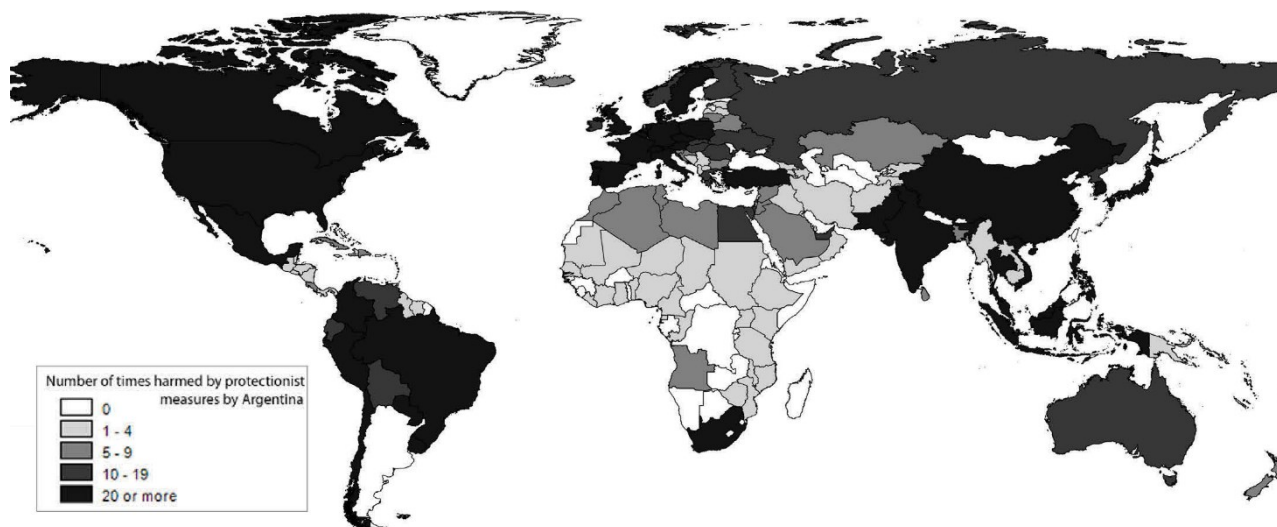 Number of times harmed by protectionist
measures by Argentina
0
1 - 4
5 - 9
10 - 19
20 or more